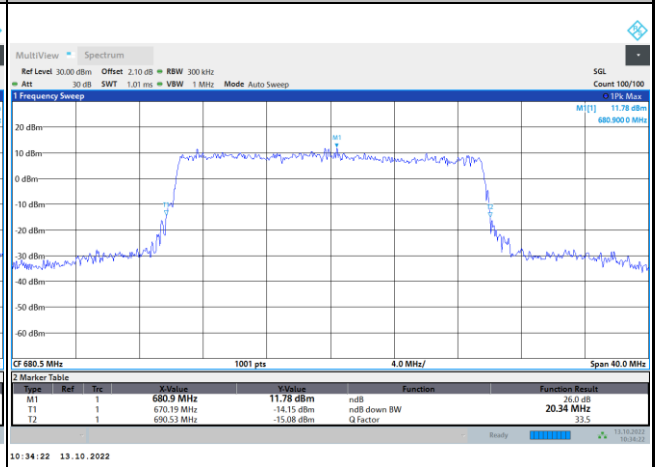 MultiView Spectrum
Ref Level 30.00 dBm Offset 2.10 dB RBW 300 kHz SGL
Att 30 dB SWT 1.01 ms VBW 1 MHz Mode Auto Sweep Count 100/100
1 Frequency Sweep 1Pk Max
M1[1] 11.78 dBm
680.900 0 MHz
M1
20 dBm
10 dBm
0 dBm
-10 dBm
T1
T2
-20 dBm
-30 dBm
-40 dBm
-50 dBm
-60 dBm
CF 680.5 MHz 1001 pts 4.0 MHz/ Span 40.0 MHz
2 Marker Table
Type Ref Trc X-Value Y-Value Function Function Result
M1 1 680.9 MHz 11.78 dBm ndB 26.0 dB
T1 1 670.19 MHz -14.15 dBm ndB down BW 20.34 MHz
T2 1 690.53 MHz -15.08 dBm Q Factor 33.5
Ready 13.10.2022
10:34:22
10:34:22 13.10.2022